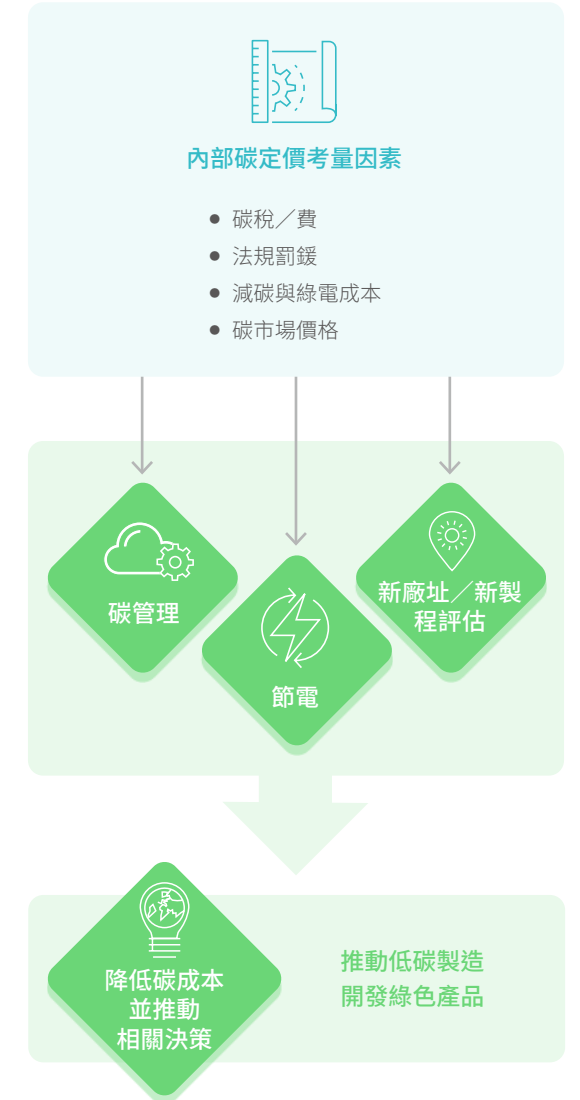 內部碳定價考量因素
碳稅／費
法規罰鍰
減碳與綠電成本
碳市場價格
碳管理
節電
新廠址／新製
程評估
降低碳成本
並推動
相關決策
推動低碳製造
開發綠色產品